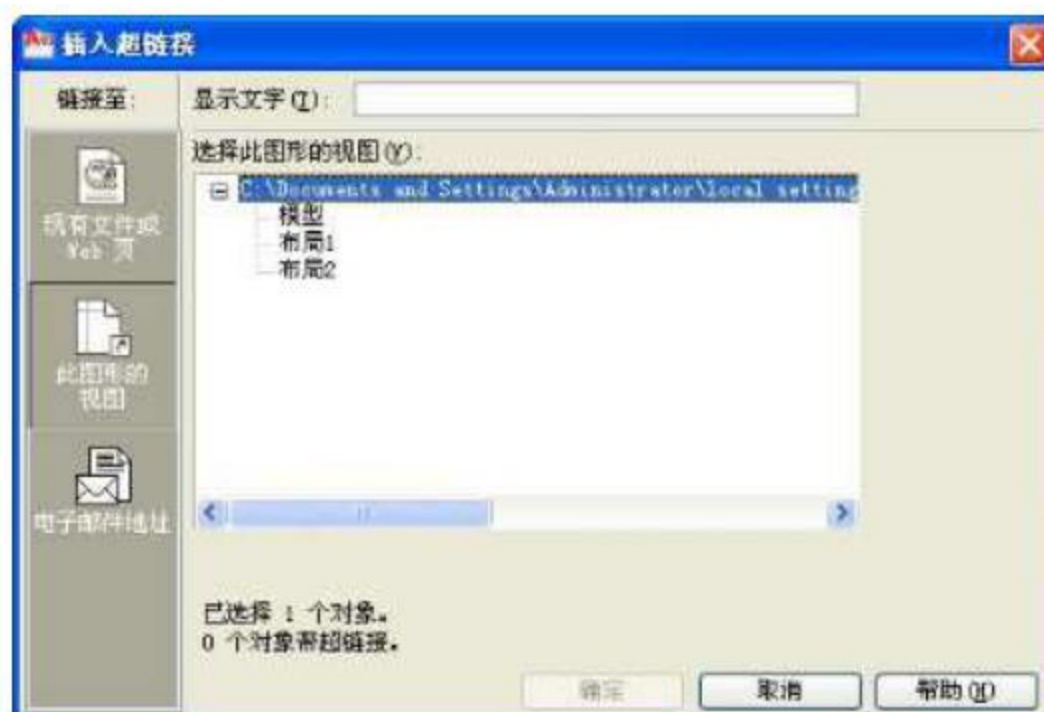 插入超链接
链接至:
显示文字(T):
现有文件或
Web 页
此图形的
视图
电子邮件地址
选择此图形的视图(Y):
C:\Documents and Settings\Administrator\local setting
模型
布局1
布局2
已选择 1 个对象。
0 个对象带超链接。
确定
取消
帮助(H)